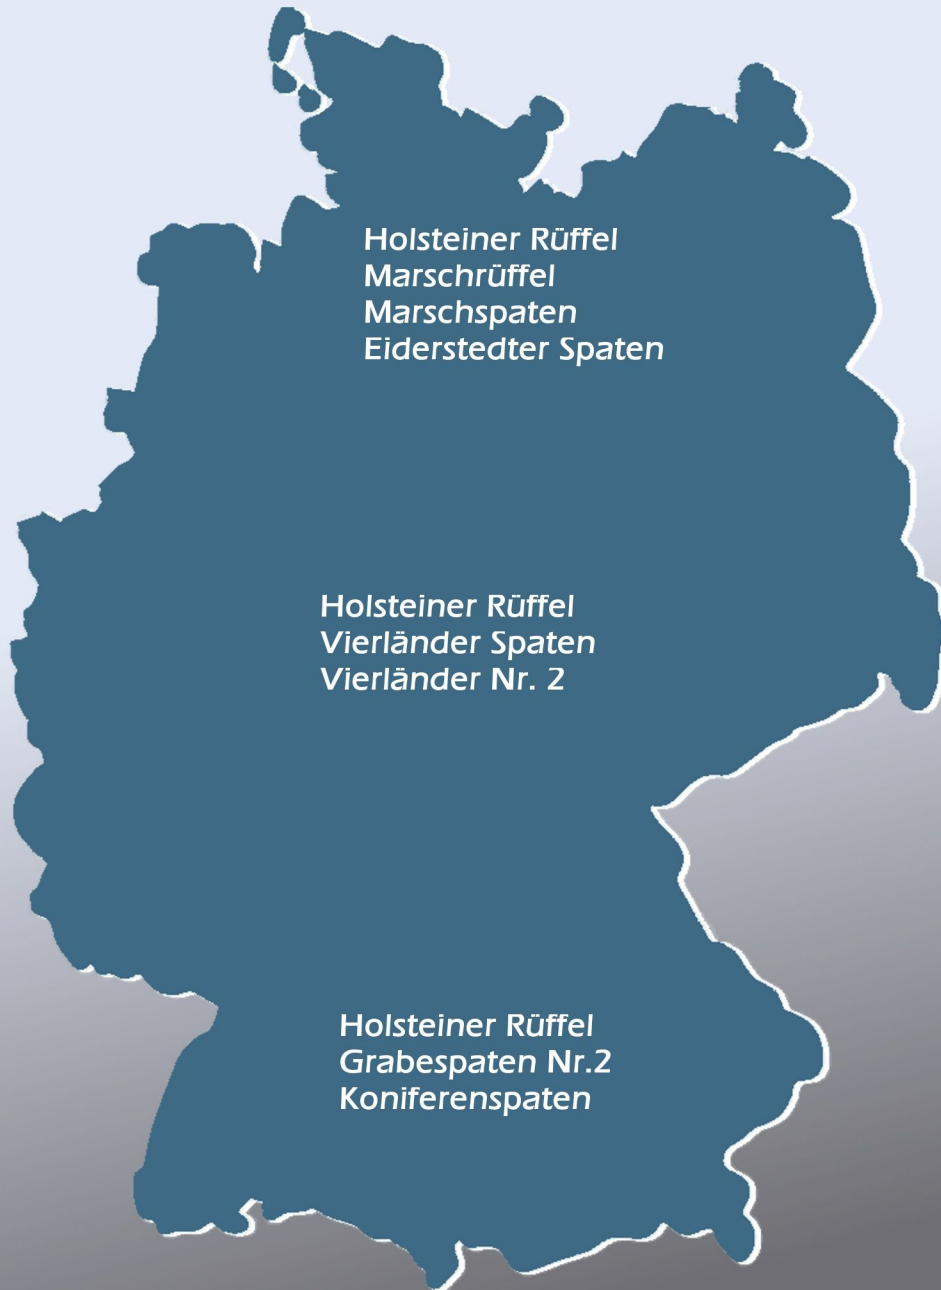 Holsteiner Rüffel
Marschrüffel
Marschspaten
Eiderstedter Spaten
Holsteiner Rüffel
Vierländer Spaten
Vierländer Nr. 2
Holsteiner Rüffel
Grabespaten Nr.2
Koniferenspaten